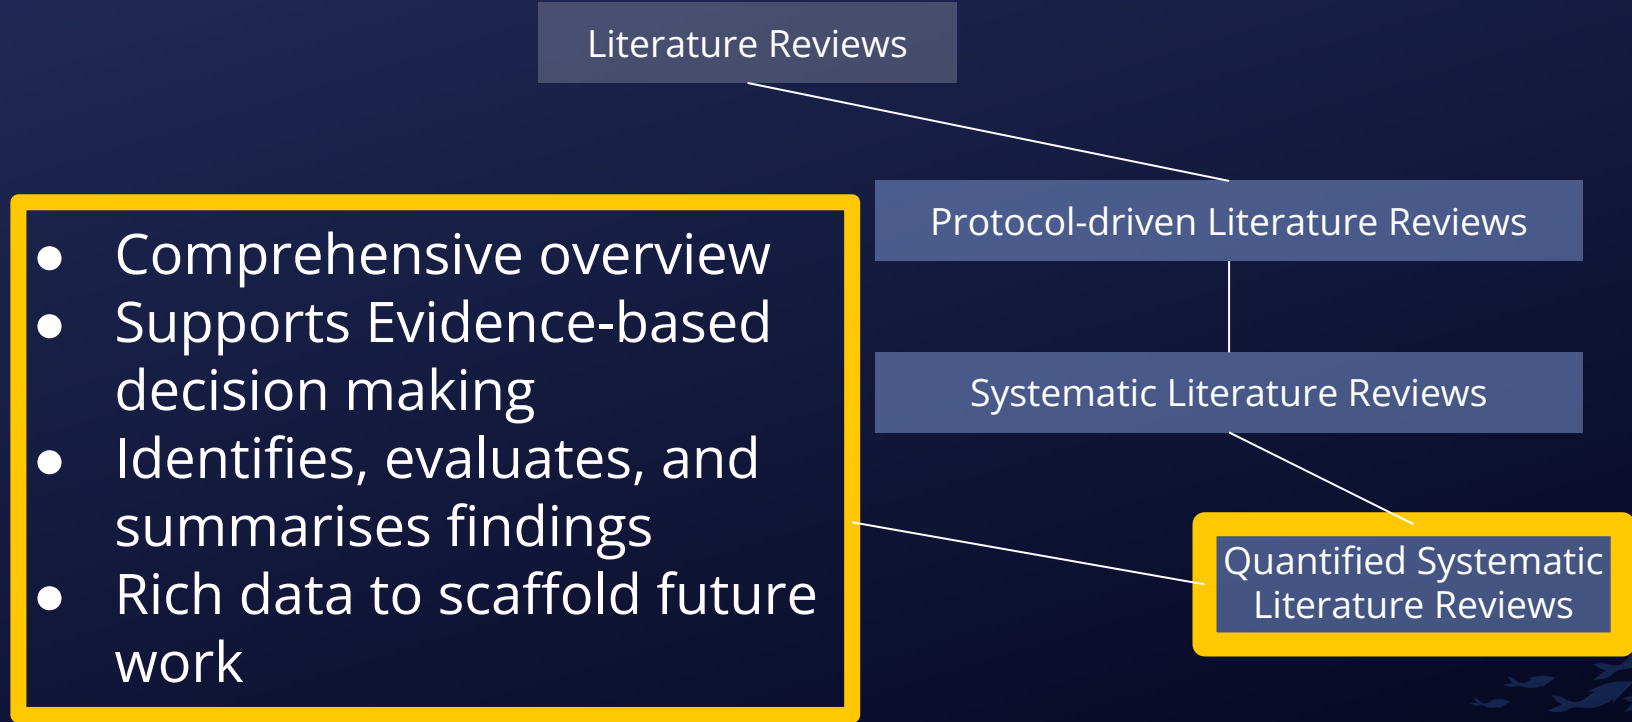 Literature Reviews
Protocol-driven Literature Reviews
● Comprehensive overview
● Supports Evidence-based
decision making
● Identifies, evaluates, and
summarises findings
● Rich data to scaffold future
work
Systematic Literature Reviews
Quantified Systematic
Literature Reviews